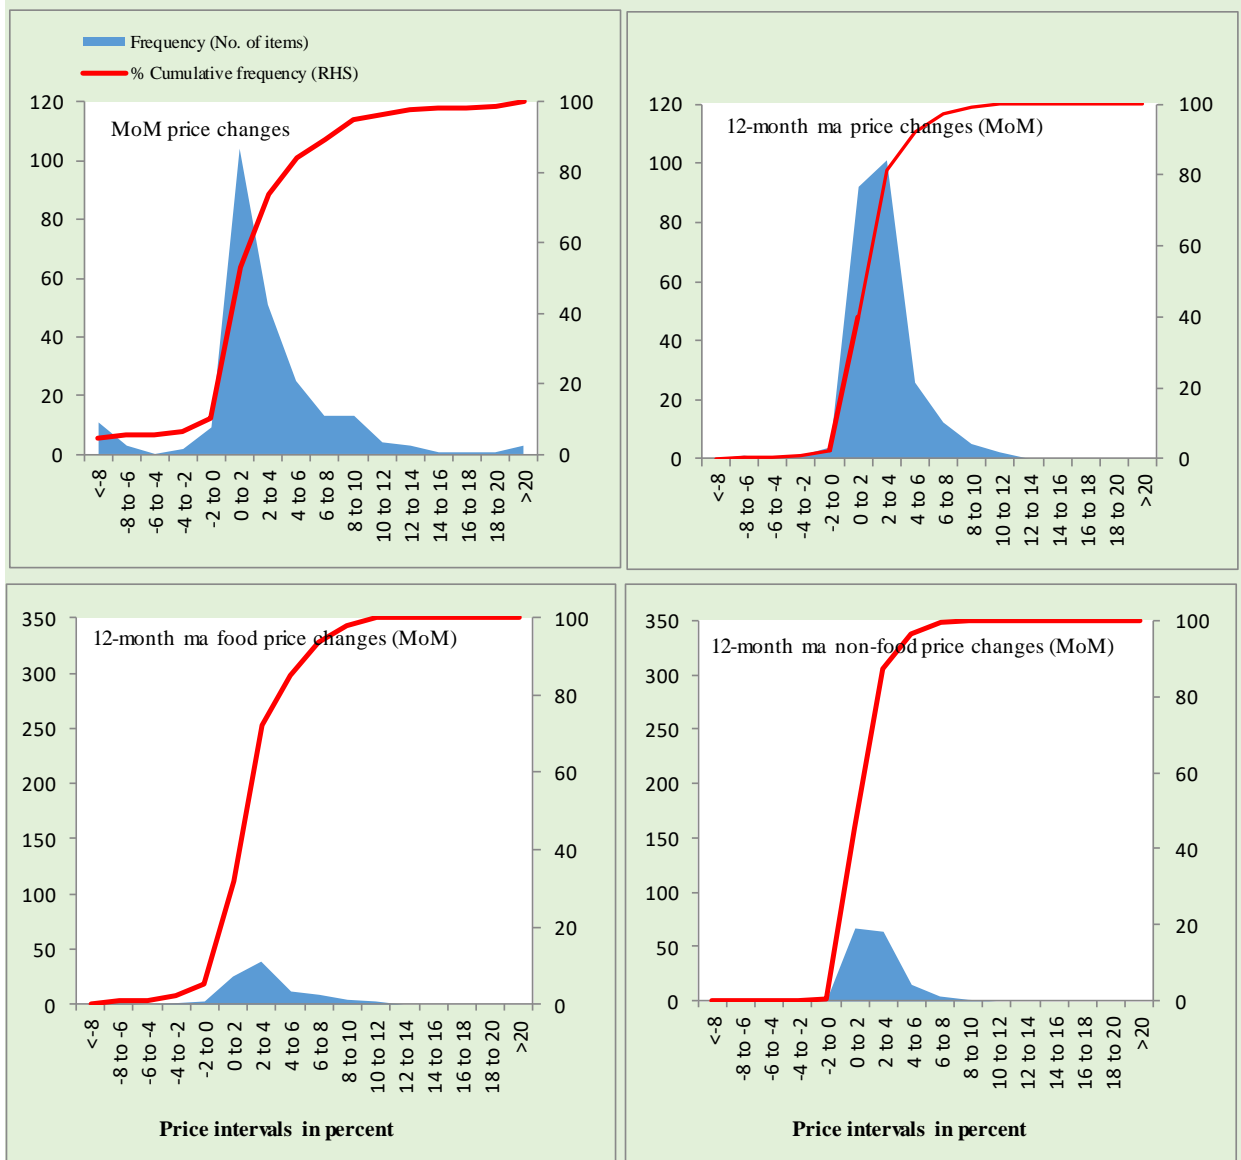 Frequency (No. of items)
% Cumulative frequency (RHS)
MoM price changes
120
100
80
60
40
20
0
100
80
60
40
20
0
<-8
-8 to -6
-6 to -4
-4 to -2
-2 to 0
0 to 2
2 to 4
4 to 6
6 to 8
8 to 10
10 to 12
12 to 14
14 to 16
16 to 18
18 to 20
>20
12-month ma price changes (MoM)
120
100
80
60
40
20
0
100
80
60
40
20
0
<-8
-8 to -6
-6 to -4
-4 to -2
-2 to 0
0 to 2
2 to 4
4 to 6
6 to 8
8 to 10
10 to 12
12 to 14
14 to 16
16 to 18
18 to 20
>20
12-month ma food price changes (MoM)
350
300
250
200
150
100
50
0
100
80
60
40
20
0
<-8
-8 to -6
-6 to -4
-4 to -2
-2 to 0
0 to 2
2 to 4
4 to 6
6 to 8
8 to 10
10 to 12
12 to 14
14 to 16
16 to 18
18 to 20
>20
Price intervals in percent
12-month ma non-food price changes (MoM)
350
300
250
200
150
100
50
0
100
80
60
40
20
0
<-8
-8 to -6
-6 to -4
-4 to -2
-2 to 0
0 to 2
2 to 4
4 to 6
6 to 8
8 to 10
10 to 12
12 to 14
14 to 16
16 to 18
18 to 20
>20
Price intervals in percent